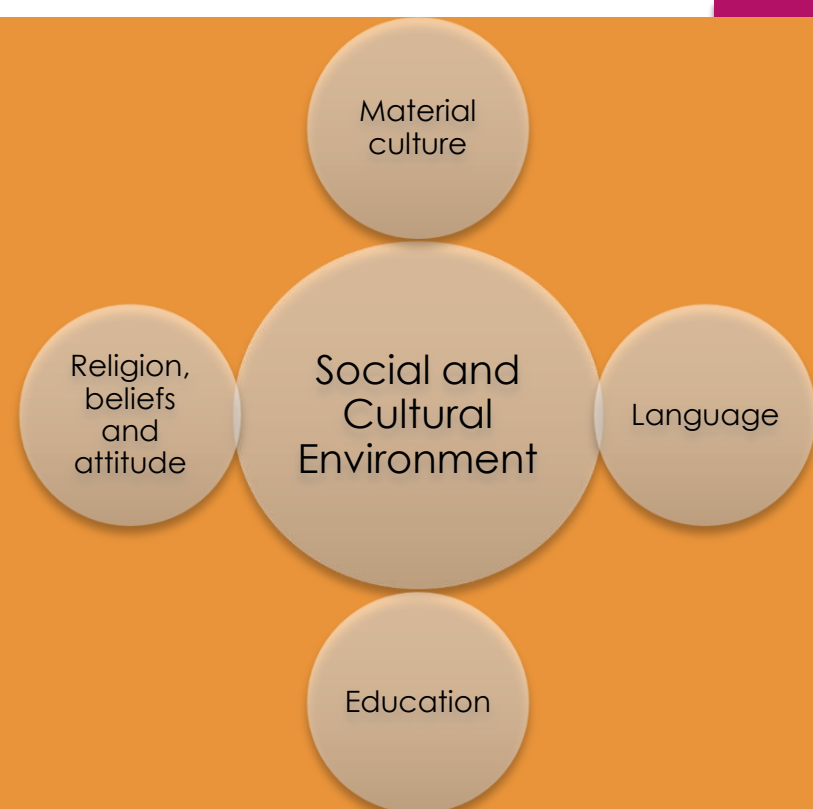 Material
culture
Religion,
beliefs
and
attitude
Social and
Cultural
Environment
Language
Education